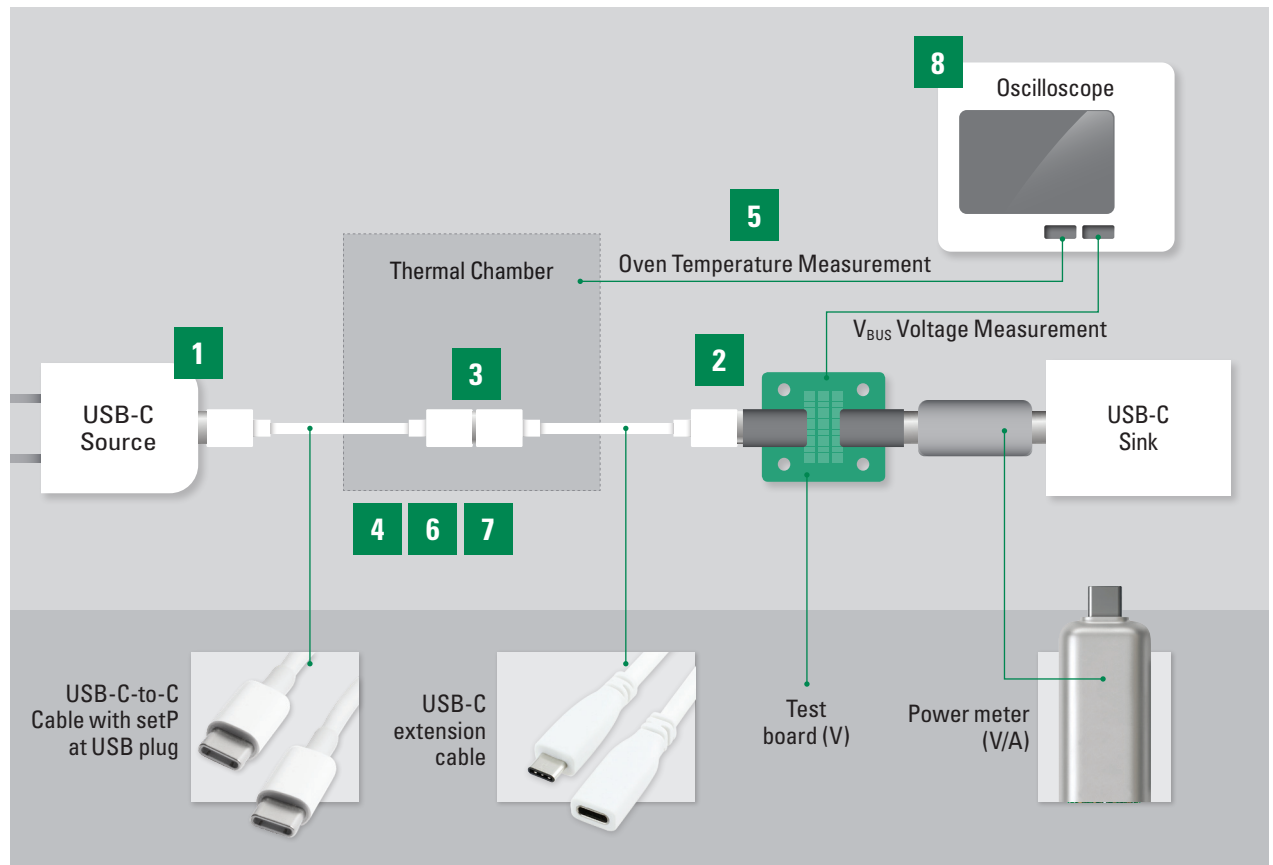 8
Oscilloscope
5
Thermal Chamber
Oven Temperature Measurement
VBUS Voltage Measurement
1
3
2
USB-C
Source
USB-C
Sink
4 6 7
USB-C-to-C
Cable with setP
at USB plug
USB-C
extension
cable
Test
board (V)
Power meter
(V/A)